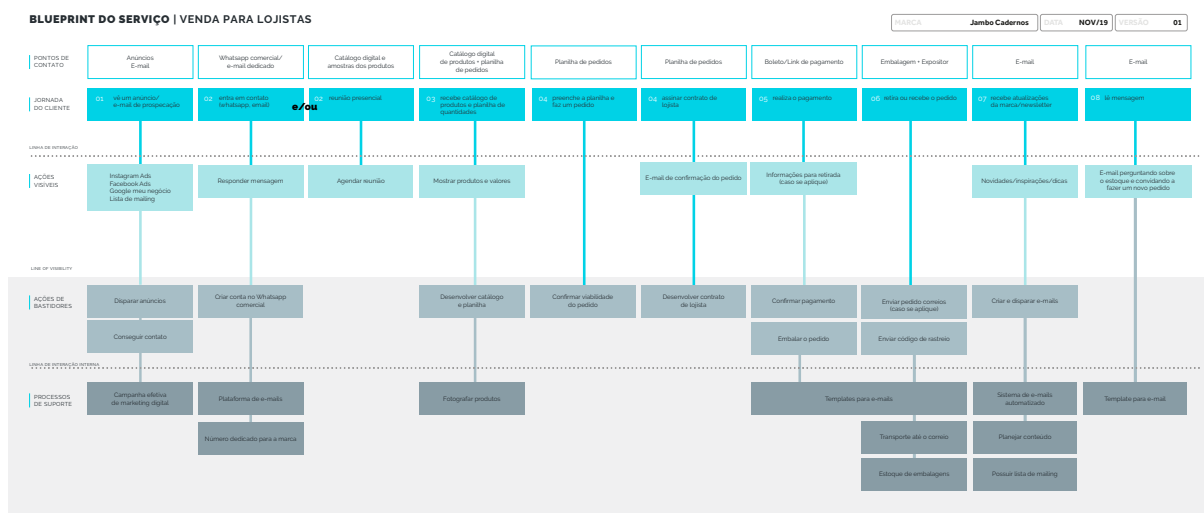 BLUEPRINT DO SERVIÇO | VENDA PARA LOJISTAS
MARCA Jambo Cadernos DATA NOV/19 VERSÃO 01
PONTOS DE
CONTATO
Anúncios
E-mail
Whatsapp comercial/
e-mail dedicado
Catálogo digital e
amostras dos produtos
Catálogo digital
de produtos + planilha
de pedidos
Planilha de pedidos
Planilha de pedidos
Boleto/Link de pagamento
Embalagem + Expositor
E-mail
E-mail
JORNADA
DO CLIENTE
01 vê um anúncio/
e-mail de prospecação
02 entra em contato
(whatsapp, email)
e/ou
02 reunião presencial
03 recebe catálogo de
produtos e planilha de
quantidades
04 preenche a planilha e
faz um pedido
04 assinar contrato de
lojista
05 realiza o pagamento
06 retira ou recebe o pedido
07 recebe atualizações
da marca/newsletter
08 lê mensagem
LINHA DE INTERAÇÃO
AÇÕES
VISÍVEIS
Instagram Ads
Facebook Ads
Google meu negócio
Lista de mailing
Responder mensagem
Agendar reunião
Mostrar produtos e valores
E-mail de confirmação do pedido
Informações para retirada
(caso se aplique)
Novidades/inspirações/dicas
E-mail perguntando sobre
o estoque e convidando a
fazer um novo pedido
LINE OF VISIBILITY
AÇÕES DE
BASTIDORES
Disparar anúncios
Conseguir contato
Criar conta no Whatsapp
comercial
Desenvolver catálogo
e planilha
Confirmar viabilidade
do pedido
Desenvolver contrato
de lojista
Confirmar pagamento
Embalar o pedido
Enviar pedido correios
(caso se aplique)
Enviar código de rastreio
Criar e disparar e-mails
LINHA DE INTERAÇÃO INTERNA
PROCESSOS
DE SUPORTE
Campanha efetiva
de marketing digital
Plataforma de e-mails
Número dedicado para a marca
Fotografar produtos
Templates para e-mails
Transporte até o correio
Estoque de embalagens
Sistema de e-mails
automatizado
Planejar conteúdo
Possuir lista de mailing
Template para e-mail